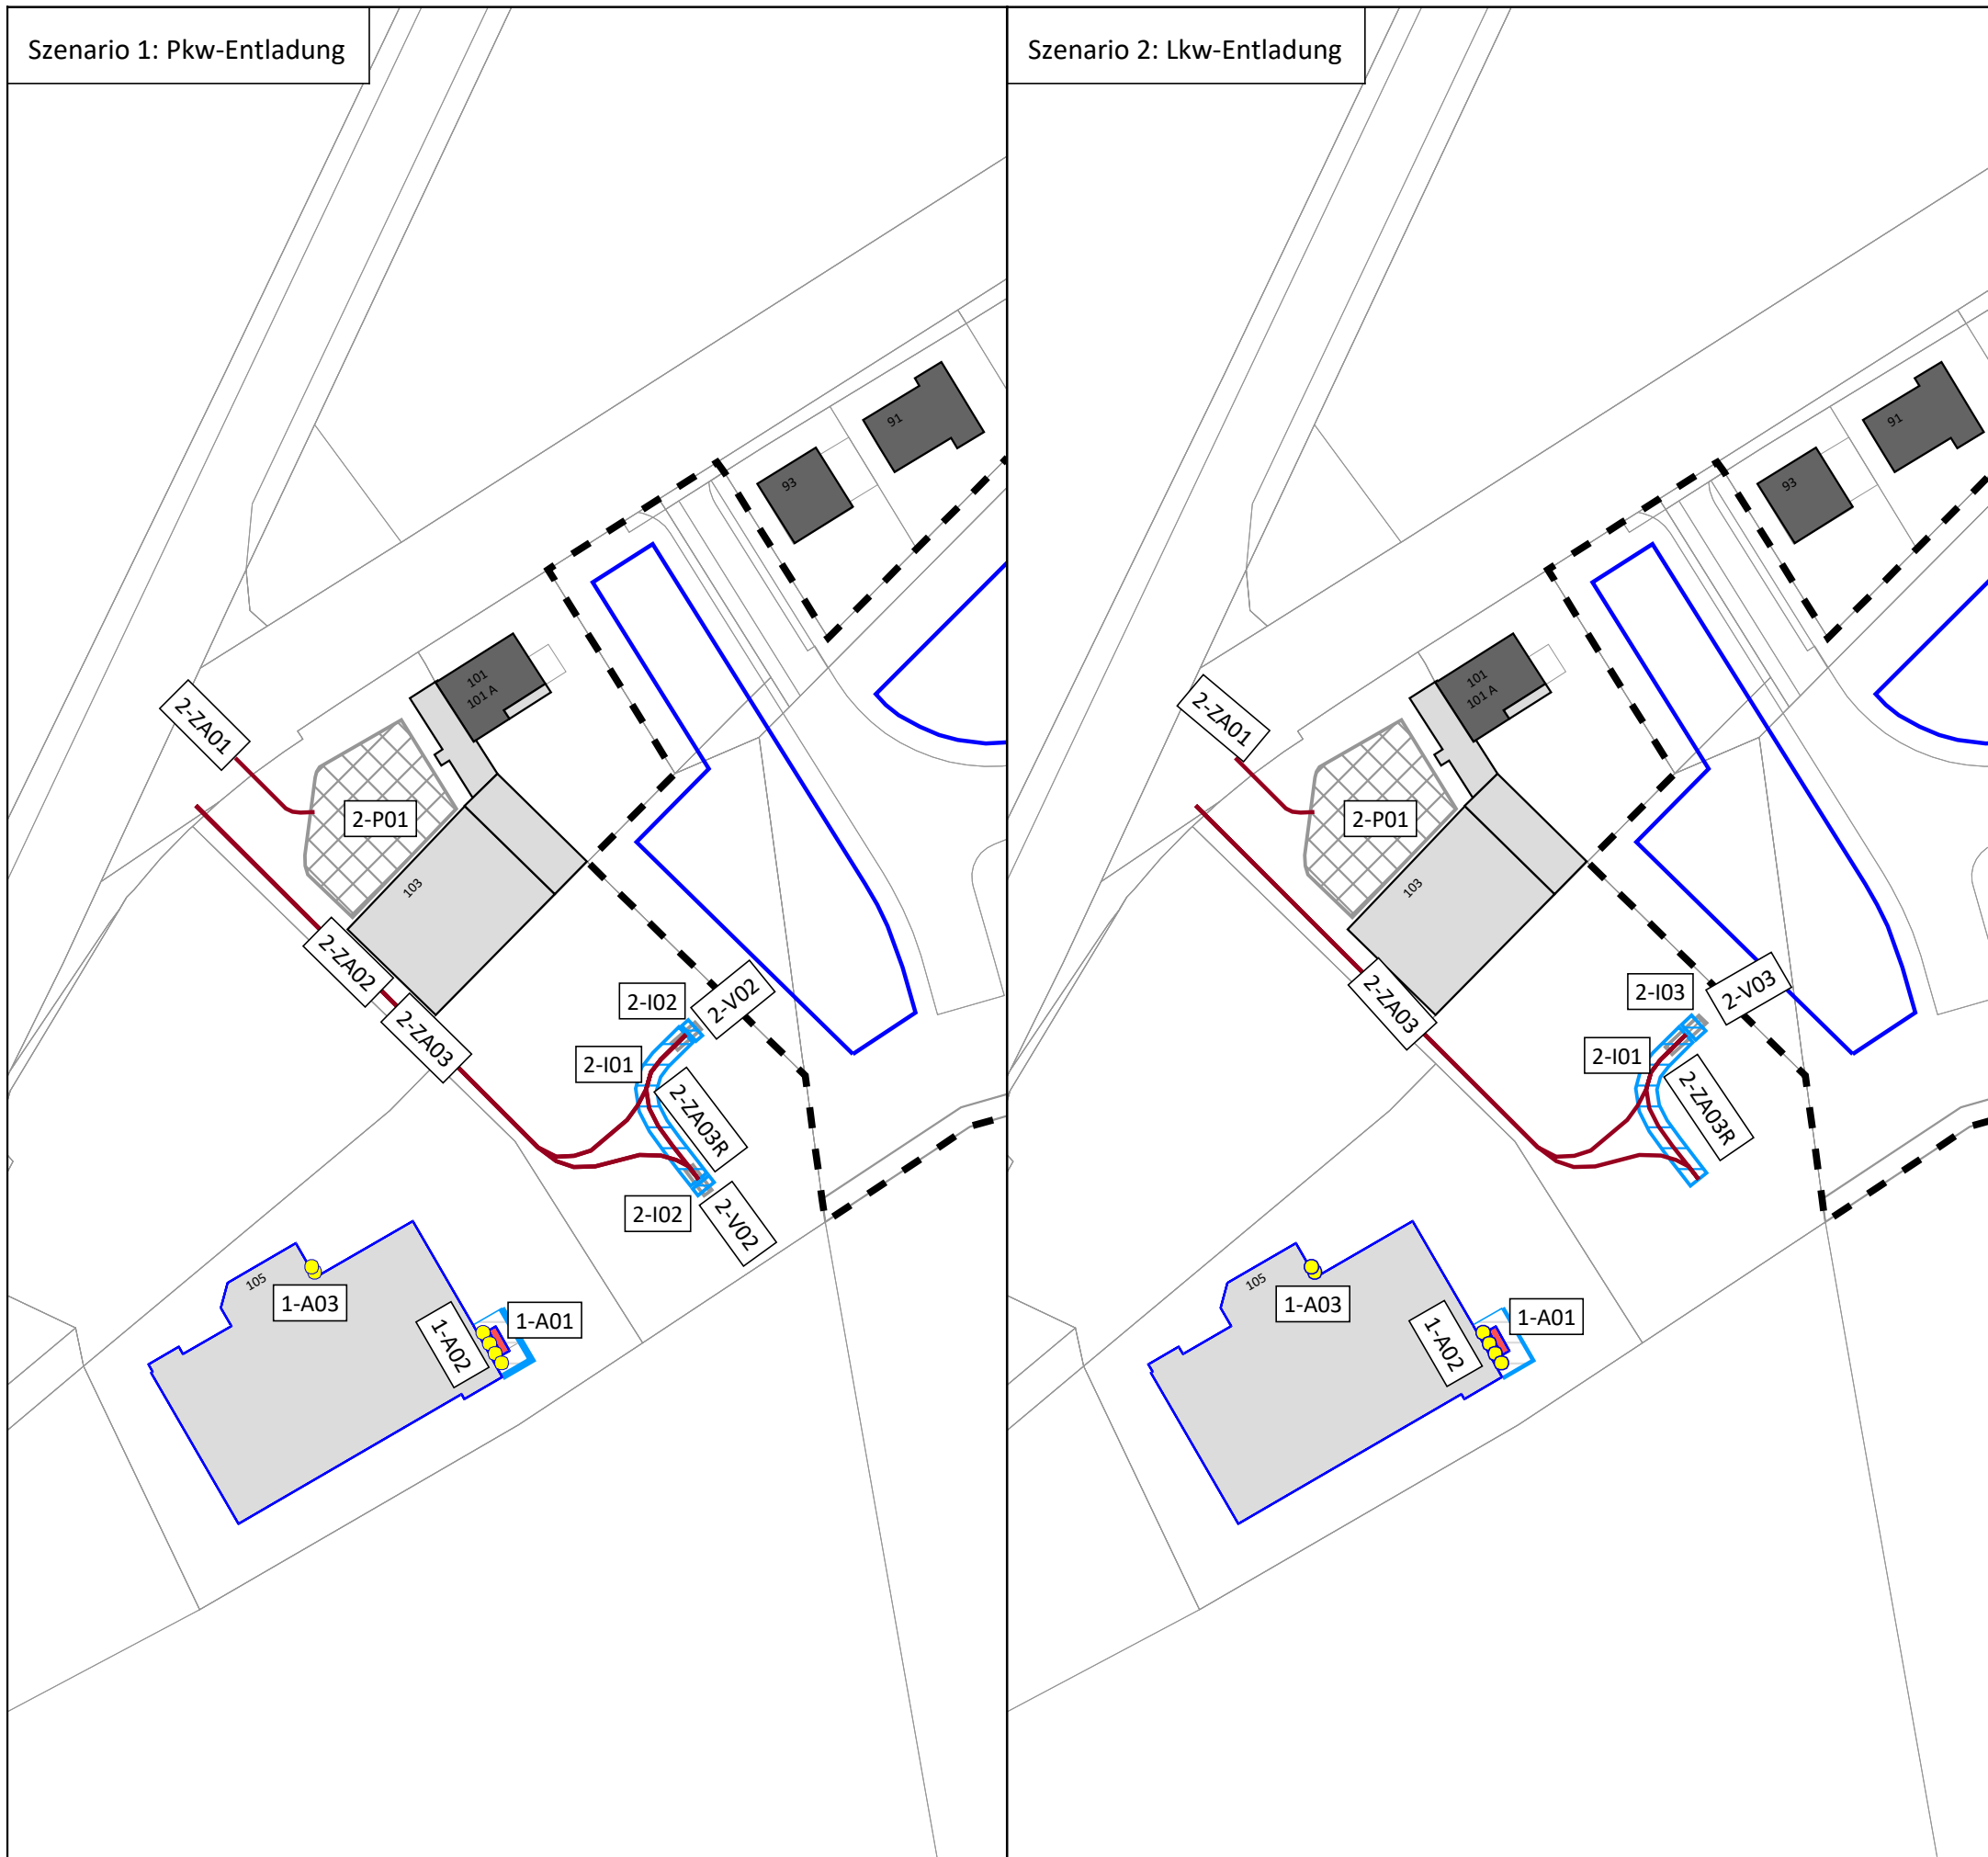 Szenario 1: Pkw-Entladung
91
93
101
101 A
2-ZA01
2-P01
103
2-ZA02
2-ZA03
2-I02
2-V02
2-I01
2-ZA03R
2-I02
2-V02
105
1-A03
1-A02
1-A01
Szenario 2: Lkw-Entladung
91
93
101
101 A
2-ZA01
2-P01
103
2-ZA03
2-I03
2-V03
2-I01
2-ZA03R
105
1-A03
1-A02
1-A01